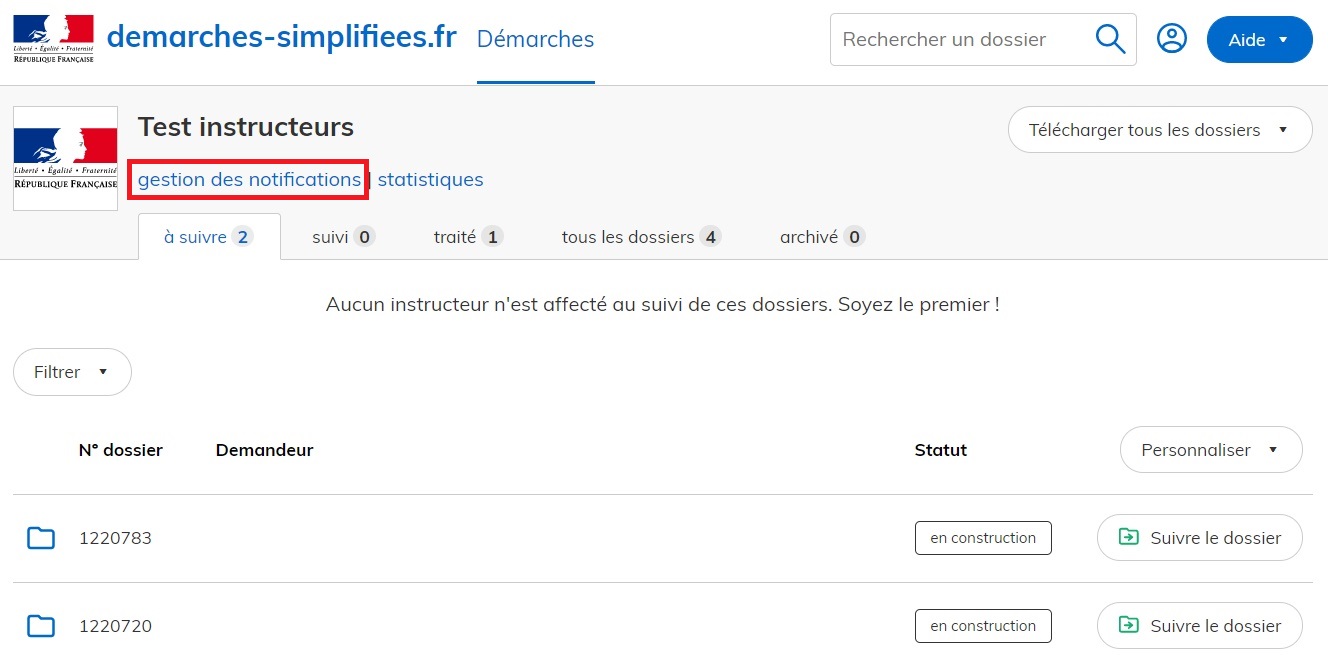 demarches-simplifiees.fr Démarches Rechercher un dossier Aide
Liberté • Égalité • Fraternité
RÉPUBLIQUE FRANÇAISE
Test instructeurs Télécharger tous les dossiers
Liberté • Égalité • Fraternité
RÉPUBLIQUE FRANÇAISE
gestion des notifications | statistiques
à suivre 2 suivi 0 traité 1 tous les dossiers 4 archivé 0
Aucun instructeur n'est affecté au suivi de ces dossiers. Soyez le premier !
Filtrer
Nº dossier Demandeur Statut Personnaliser
1220783 en construction Suivre le dossier
1220720 en construction Suivre le dossier